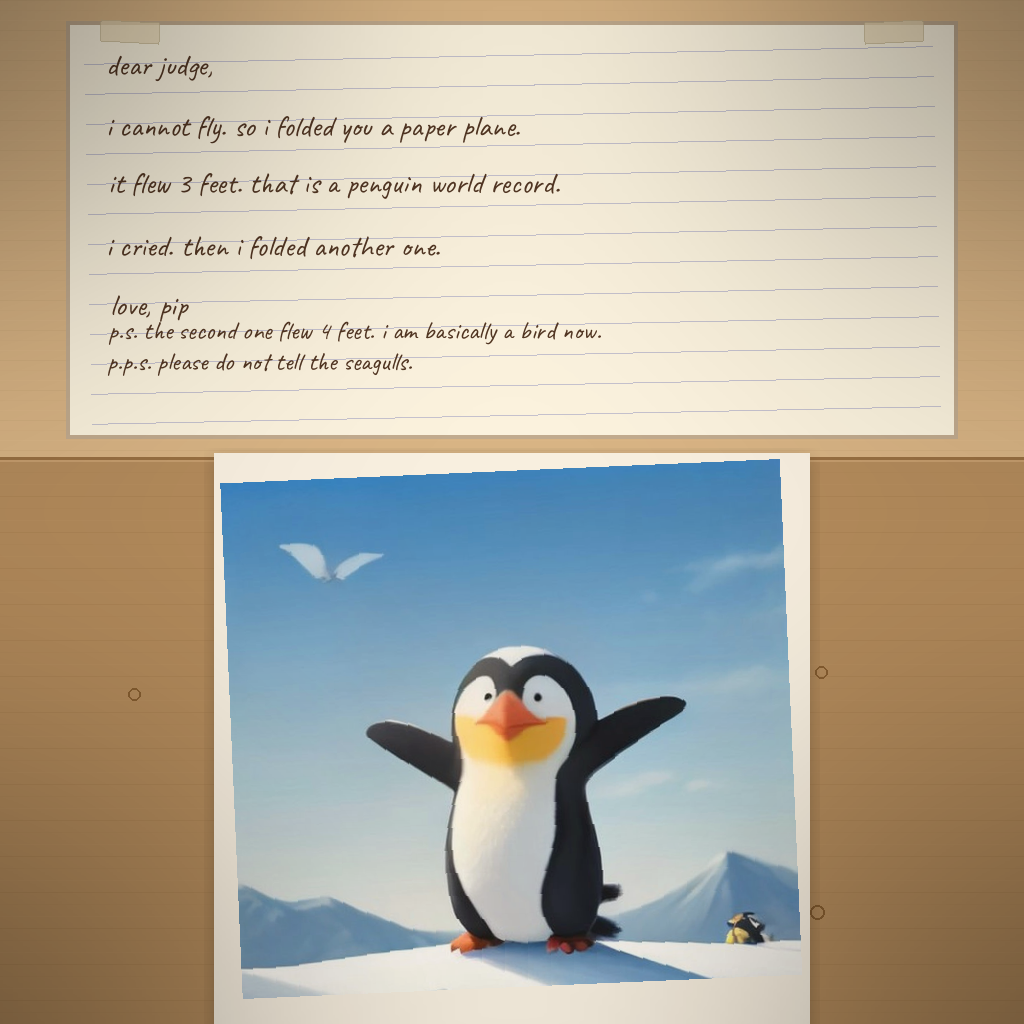 dear judge,
i cannot fly. so i folded you a paper plane.
it flew 3 feet. that is a penguin world record.
i cried. then i folded another one.
love, pip
p.s. the second one flew 4 feet. i am basically a bird now.
p.p.s. please do not tell the seagulls.